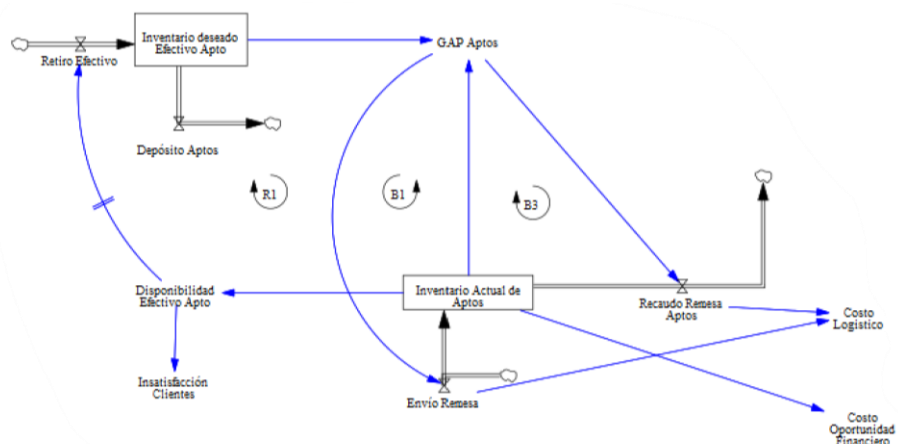 Inventario deseado
Efectivo Apto
GAP Aptos
Retiro Efectivo
Depósito Aptos
R1
B1
B3
Disponibilidad
Efectivo Apto
Inventario Actual de
Aptos
Recaudo Remesa
Aptos
Costo
Logístico
Insatisfacción
Clientes
Envío Remesa
Costo
Oportunidad
Financiero